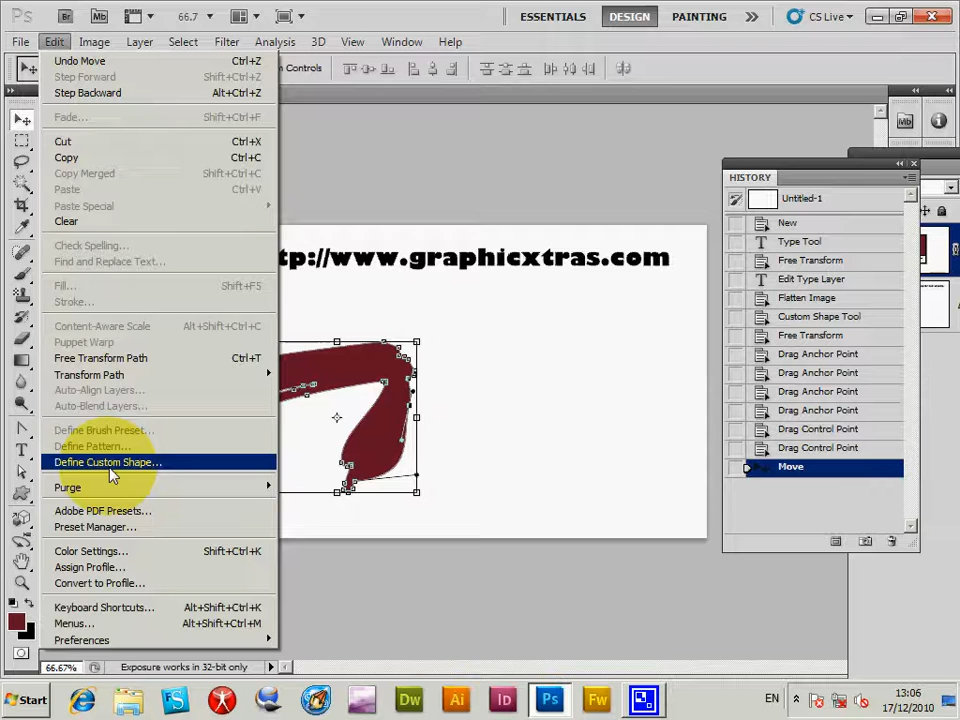 Ps Br Mb 66.7 ESSENTIALS DESIGN PAINTING CS Live
File Edit Image Layer Select Filter Analysis 3D View Window Help
Controls
Undo Move Ctrl+Z
Step Forward Shift+Ctrl+Z
Step Backward Alt+Ctrl+Z
Fade... Shift+Ctrl+F
Cut Ctrl+X
Copy Ctrl+C
Copy Merged Shift+Ctrl+C
Paste Ctrl+V
Paste Special
Clear
Check Spelling...
Find and Replace Text...
Fill... Shift+F5
Stroke...
Content-Aware Scale Alt+Shift+Ctrl+C
Puppet Warp
Free Transform Path Ctrl+T
Transform Path
Auto-Align Layers...
Auto-Blend Layers...
Define Brush Preset...
Define Pattern...
Define Custom Shape...
Purge
Adobe PDF Presets...
Preset Manager...
Color Settings... Shift+Ctrl+K
Assign Profile...
Convert to Profile...
Keyboard Shortcuts... Alt+Shift+Ctrl+K
Menus... Alt+Shift+Ctrl+M
Preferences
tp://www.graphicxtras.com
Mb
HISTORY
Untitled-1
New
Type Tool
Free Transform
Edit Type Layer
Flatten Image
Custom Shape Tool
Free Transform
Drag Anchor Point
Drag Anchor Point
Drag Anchor Point
Drag Anchor Point
Drag Control Point
Drag Control Point
Move
66.67% Exposure works in 32-bit only
Start Dw Ai Id Ps Fw EN 13:06
17/12/2010